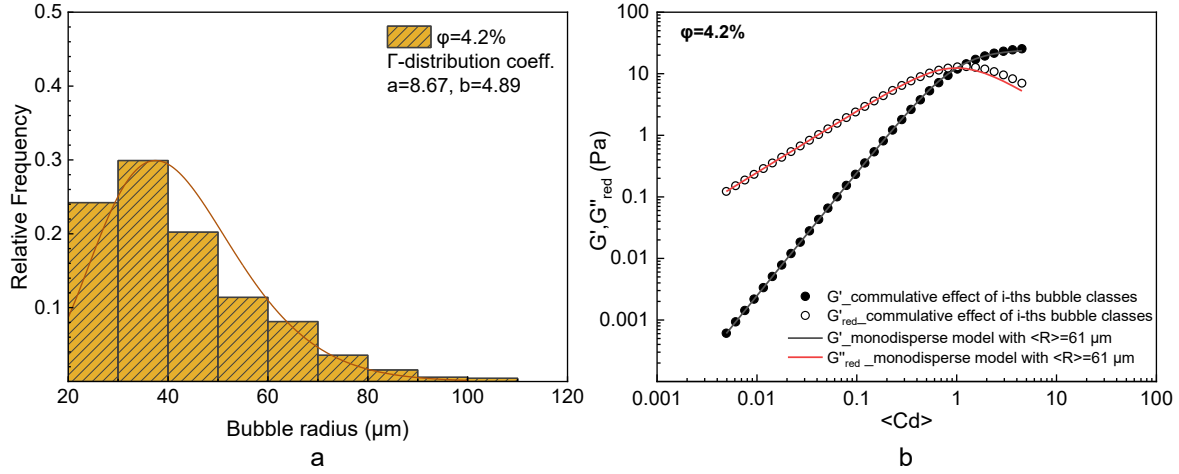 0.5
0.4
0.3
0.2
0.1
Relative Frequency
φ=4.2%
Γ-distribution coeff.
a=8.67, b=4.89
20 40 60 80 100 120
Bubble radius (μm)
a
100
10
1
0.1
0.01
0.001
G',G''red (Pa)
φ=4.2%
G'_commulative effect of i-ths bubble classes
G'red_commulative effect of i-ths bubble classes
G'_monodisperse model with <R>=61 μm
G''red _monodisperse model with <R>=61 μm
0.001 0.01 0.1 1 10 100
<Cd>
b